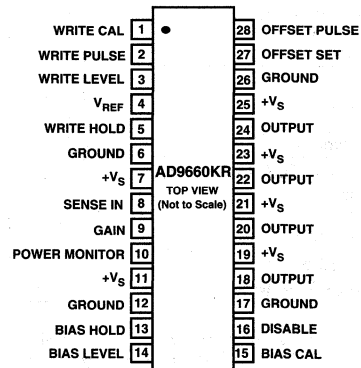 WRITE CAL 1 28 OFFSET PULSE
WRITE PULSE 2 27 OFFSET SET
WRITE LEVEL 3 26 GROUND
VREF 4 25 +VS
WRITE HOLD 5 24 OUTPUT
GROUND 6 23 +VS
+VS 7 AD9660KR 22 OUTPUT
TOP VIEW
SENSE IN 8 (Not to Scale) 21 +VS
GAIN 9 20 OUTPUT
POWER MONITOR 10 19 +VS
+VS 11 18 OUTPUT
GROUND 12 17 GROUND
BIAS HOLD 13 16 DISABLE
BIAS LEVEL 14 15 BIAS CAL